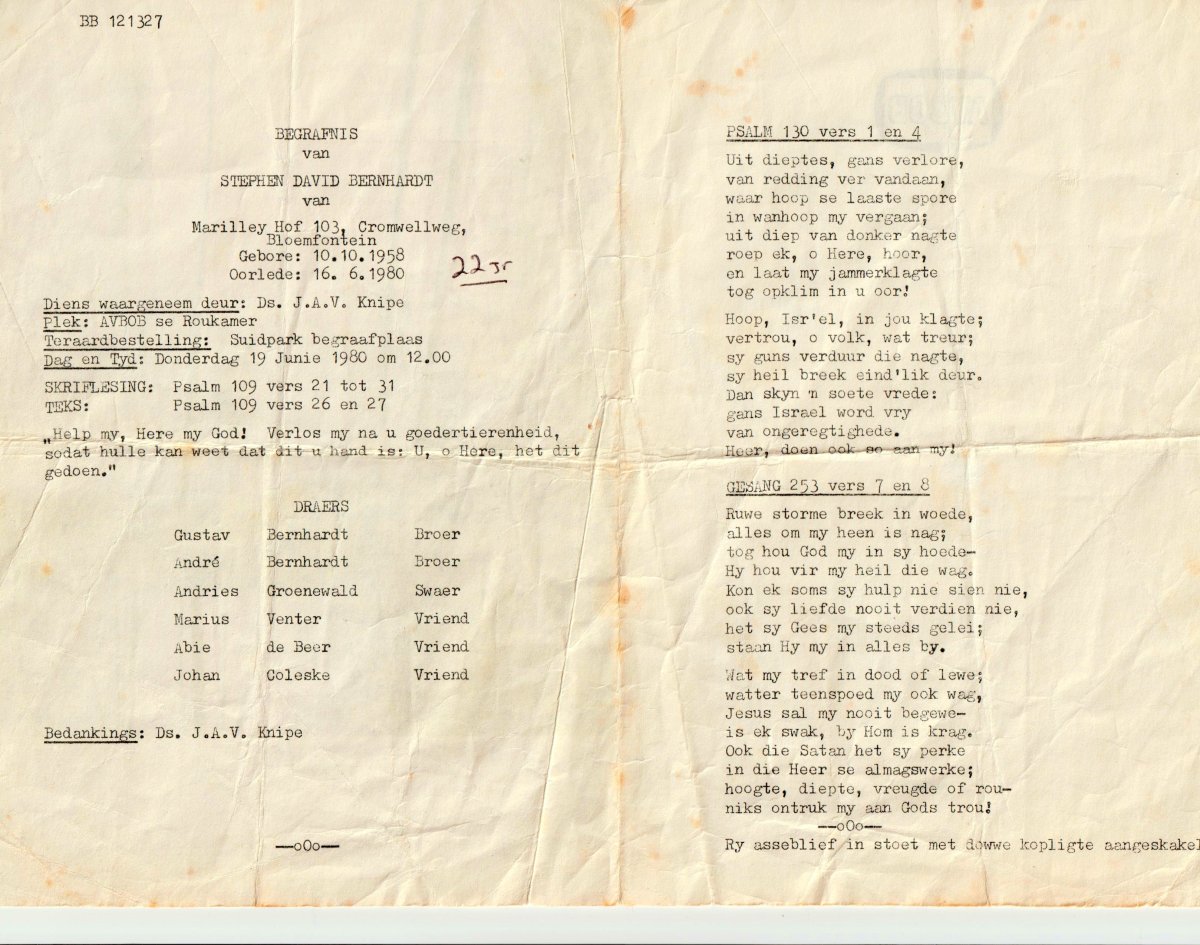 BB 121327
BEGRAFNIS
van
STEPHEN DAVID BERNHARDT
van
Marilley Hof 103, Cromwellweg,
Bloemfontein
Gebore: 10.10.1958
Oorlede: 16. 6.1980
22 jr
Diens waargeneem deur: Ds. J.A.V. Knipe
Plek: AVBOB se Roukamer
Teraardbestelling: Suidpark begraafplaas
Dag en Tyd: Donderdag 19 Junie 1980 om 12.00
SKRIFLESING: Psalm 109 vers 21 tot 31
TEKS: Psalm 109 vers 26 en 27
„Help my, Here my God! Verlos my na u goedertierenheid,
sodat hulle kan weet dat dit u hand is: U, o Here, het dit
gedoen."
DRAERS
Gustav Bernhardt Broer
André Bernhardt Broer
Andries Groenewald Swaer
Marius Venter Vriend
Abie de Beer Vriend
Johan Coleske Vriend
Bedankings: Ds. J.A.V. Knipe
—oOo—
PSALM 130 vers 1 en 4
Uit dieptes, gans verlore,
van redding ver vandaan,
waar hoop se laaste spore
in wanhoop my vergaan;
uit diep van donker nagte
roep ek, o Here, hoor,
en laat my jammerklagte
tog opklim in u oor!
Hoop, Isr'el, in jou klagte;
vertrou, o volk, wat treur;
sy guns verduur die nagte,
sy heil breek eind'lik deur.
Dan skyn 'n soete vrede:
gans Israel word vry
van ongeregtighede.
Heer, doen ook so aan my!
GESANG 253 vers 7 en 8
Ruwe storme breek in woede,
alles om my heen is nag;
tog hou God my in sy hoede—
Hy hou vir my heil die wag.
Kon ek soms sy hulp nie sien nie,
ook sy liefde nooit verdien nie,
het sy Gees my steeds gelei;
staan Hy my in alles by.
Wat my tref in dood of lewe;
watter teenspoed my ook wag,
Jesus sal my nooit begewe—
is ek swak, by Hom is krag.
Ook die Satan het sy perke
in die Heer se almagswerke;
hoogte, diepte, vreugde of rou—
niks ontruk my aan Gods trou!
—oOo—
Ry asseblief in stoet met dowwe kopligte aangeskakel